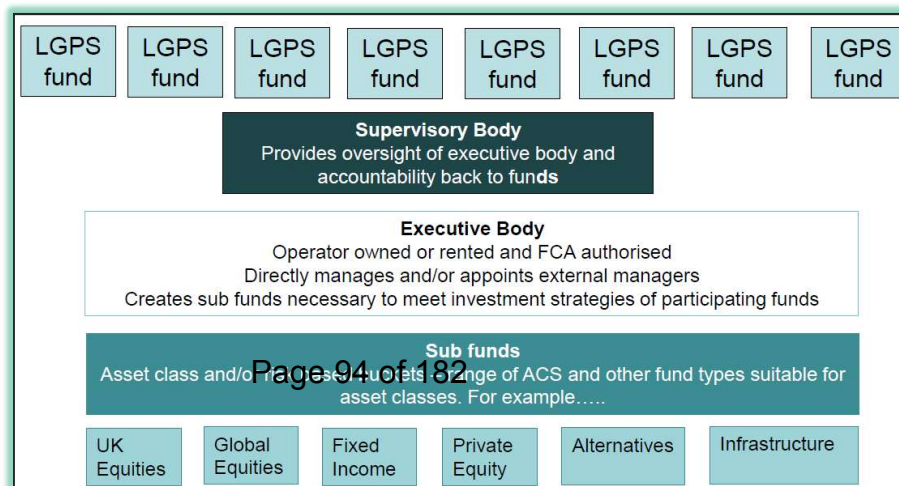 LGPS fund
LGPS fund
LGPS fund
LGPS fund
LGPS fund
LGPS fund
LGPS fund
LGPS fund
Supervisory Body
Provides oversight of executive body and
accountability back to funds
Executive Body
Operator owned or rented and FCA authorised
Directly manages and/or appoints external managers
Creates sub funds necessary to meet investment strategies of participating funds
Sub funds
Asset class and/or range of ACS and other fund types suitable for
Page 94 of 182
asset classes. For example.....
UK Equities
Global Equities
Fixed Income
Private Equity
Alternatives
Infrastructure